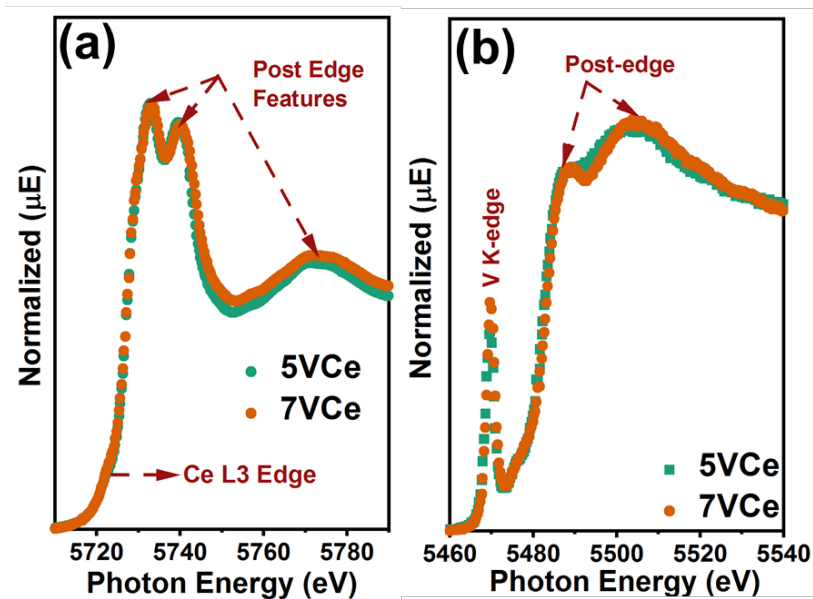 (a)
Post Edge
Features
Normalized (μE)
5VCe
7VCe
Ce L3 Edge
5720 5740 5760 5780
Photon Energy (eV)
(b)
Post-edge
V K-edge
Normalized (μE)
5VCe
7VCe
5460 5480 5500 5520 5540
Photon Energy (eV)